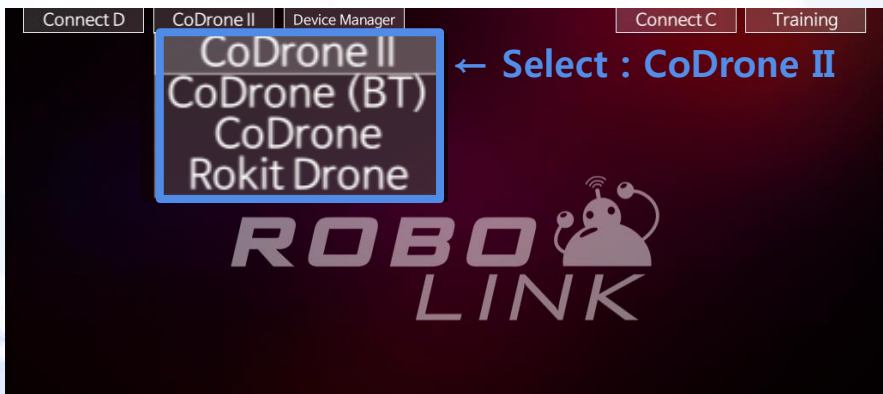 Connect D CoDrone II Device Manager Connect C Training
CoDrone II
← Select : CoDrone Ⅱ
CoDrone (BT)
CoDrone
Rokit Drone
ROBO
LINK